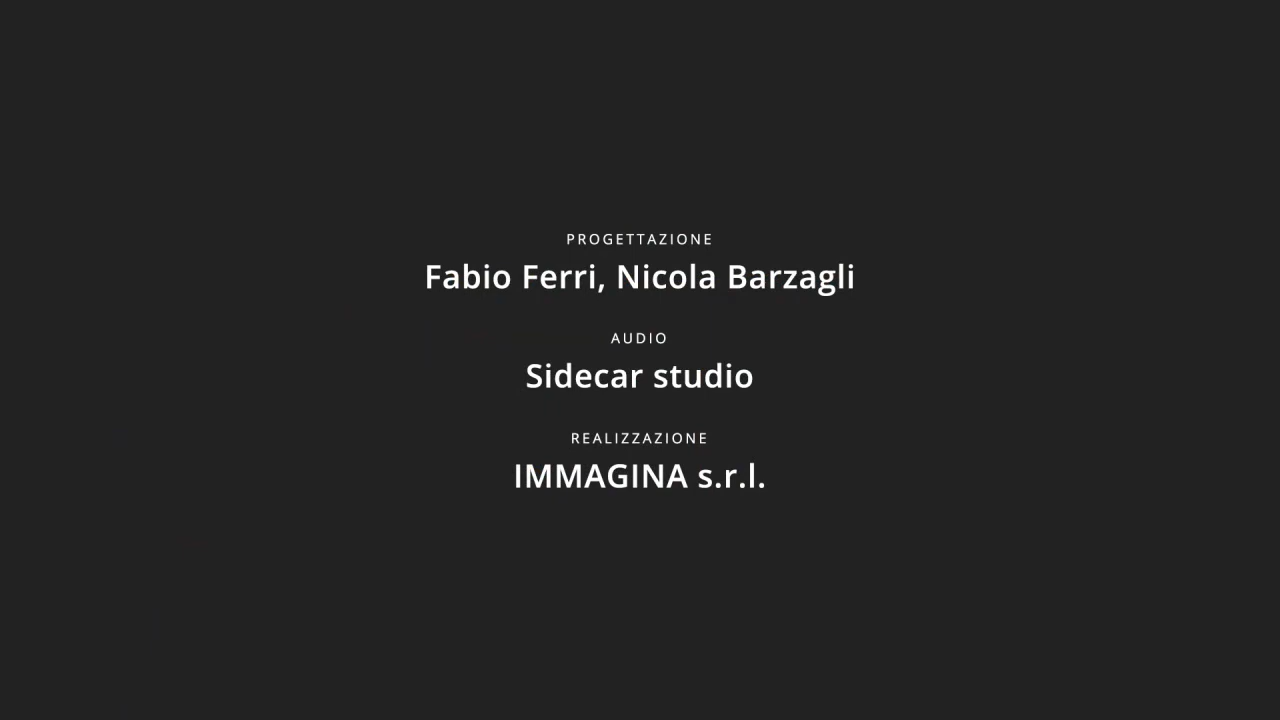 PROGETTAZIONE
Fabio Ferri, Nicola Barzagli
AUDIO
Sidecar studio
REALIZZAZIONE
IMMAGINA s.r.l.